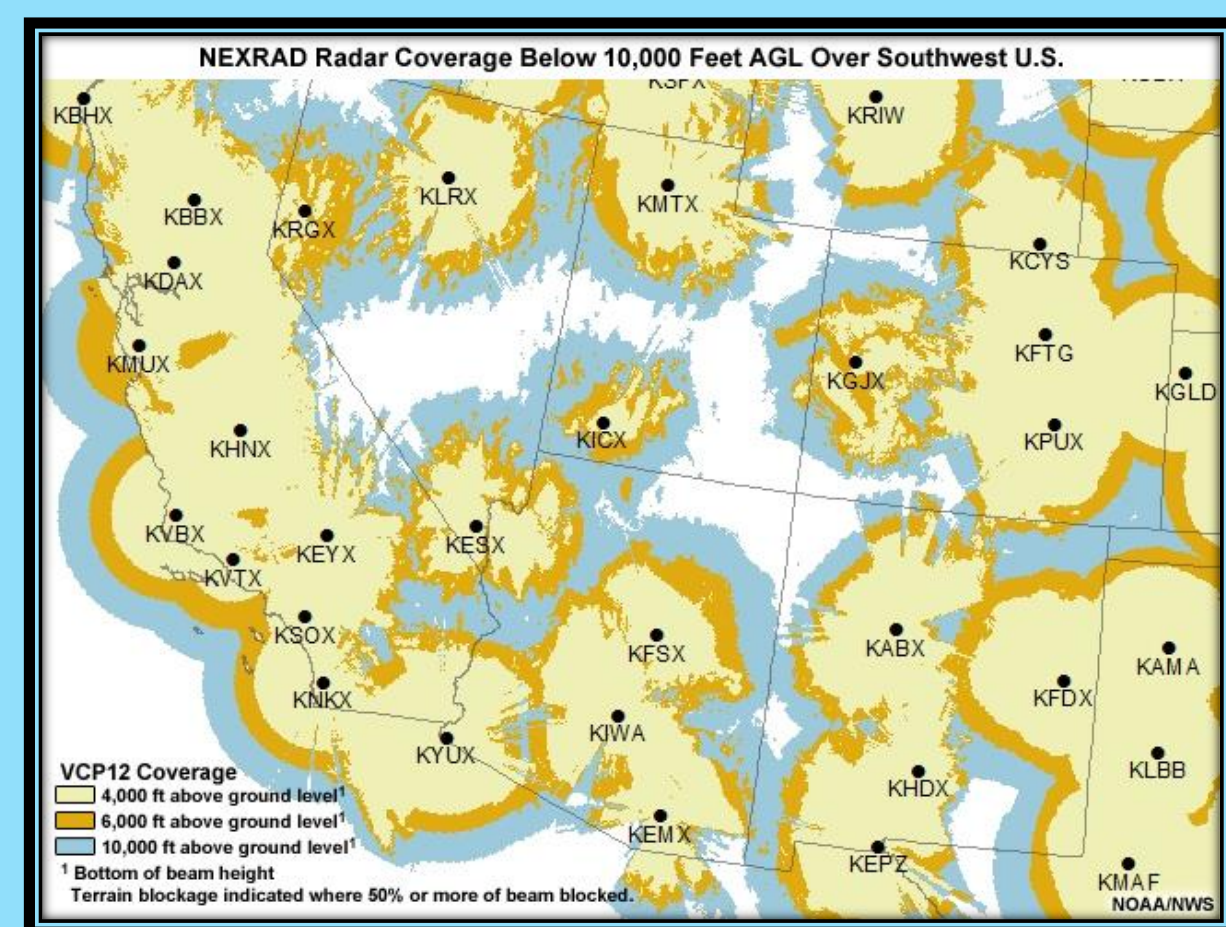 NEXRAD Radar Coverage Below 10,000 Feet AGL Over Southwest U.S.
KBHX
KRIW
KLRX
KMTX
KBBX
KRGX
KCYS
KDAX
KMUX
KFTG
KGJX
KGLD
KHNX
KICX
KPUX
KVBX
KEYX
KESX
KVTX
KSOX
KFSX
KABX
KAMA
KNKX
KFDX
KIWA
KYUX
KLBB
KHDX
KEMX
KEPZ
KMAF
VCP12 Coverage
4,000 ft above ground level¹
6,000 ft above ground level¹
10,000 ft above ground level¹
¹ Bottom of beam height
Terrain blockage indicated where 50% or more of beam blocked.
NOAA/NWS